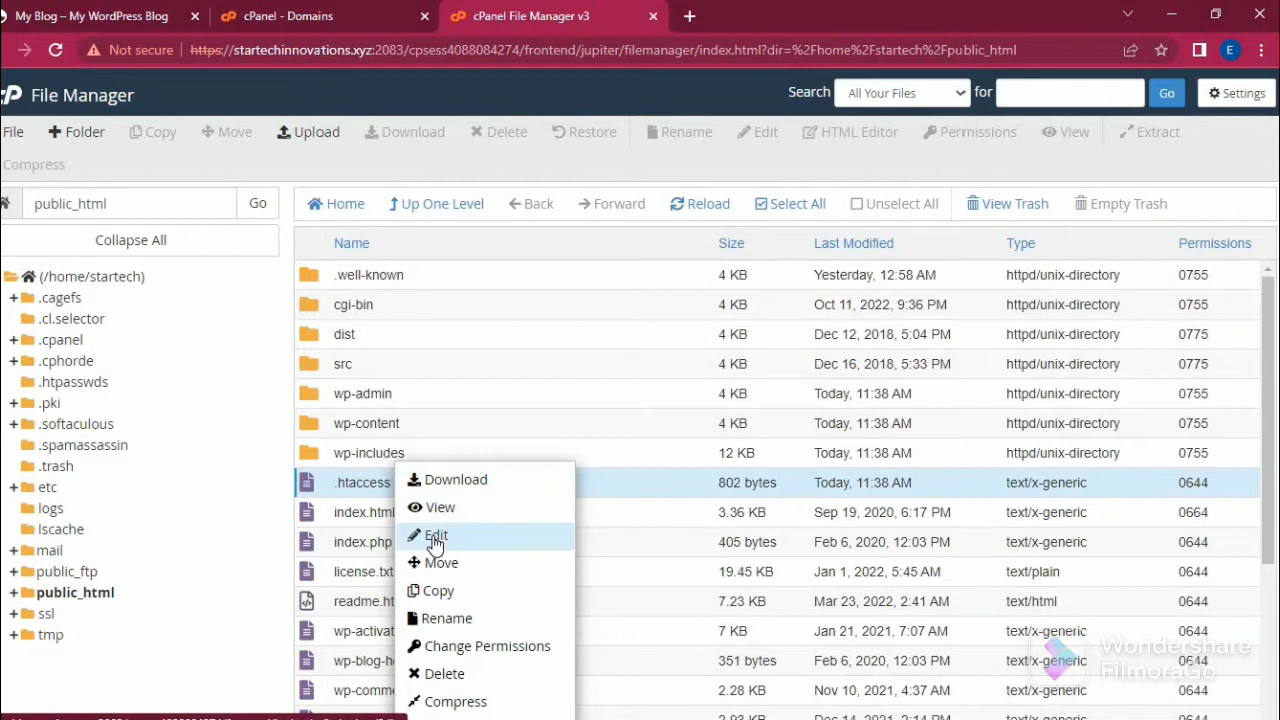 My Blog – My WordPress Blog
cPanel - Domains
cPanel File Manager v3
Not secure
https://startechinnovations.xyz:2083/cpsess4088084274/frontend/jupiter/filemanager/index.html?dir=%2Fhome%2Fstartech%2Fpublic_html
E
cP File Manager
Search All Your Files for Go Settings
File Folder Copy Move Upload Download Delete Restore Rename Edit HTML Editor Permissions View Extract
Compress
public_html Go
Home Up One Level Back Forward Reload Select All Unselect All View Trash Empty Trash
Collapse All
(/home/startech)
.cagefs
.cl.selector
.cpanel
.cphorde
.htpasswds
.pki
.softaculous
.spamassassin
.trash
etc
logs
lscache
mail
public_ftp
public_html
ssl
tmp
Name Size Last Modified Type Permissions
.well-known 4 KB Yesterday, 12:58 AM httpd/unix-directory 0755
cgi-bin 4 KB Oct 11, 2022, 9:36 PM httpd/unix-directory 0755
dist 4 KB Dec 12, 2018, 5:04 PM httpd/unix-directory 0775
src 4 KB Dec 16, 2018, 5:33 PM httpd/unix-directory 0775
wp-admin 4 KB Today, 11:38 AM httpd/unix-directory 0755
wp-content 4 KB Today, 11:38 AM httpd/unix-directory 0755
wp-includes 12 KB Today, 11:38 AM httpd/unix-directory 0755
.htaccess 802 bytes Today, 11:38 AM text/x-generic 0644
index.html 3.36 KB Sep 19, 2020, 6:17 PM text/x-generic 0644
index.php 405 bytes Feb 6, 2020, 12:03 PM text/x-generic 0644
license.txt 19.45 KB Jan 1, 2022, 5:45 AM text/plain 0644
readme.ht 7.23 KB Mar 23, 2022, 2:41 AM text/html 0644
wp-activat 7 KB Jan 21, 2021, 7:07 AM text/x-generic 0644
wp-blog-he 351 bytes Feb 6, 2020, 12:03 PM text/x-generic 0644
wp-comme 2.28 KB Nov 10, 2021, 4:37 AM text/x-generic 0644
Download
View
Edit
Move
Copy
Rename
Change Permissions
Delete
Compress
Wondershare
FilmoraGo